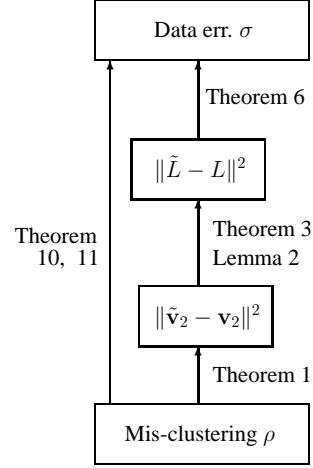 Data err. σ
Theorem 6
‖L̃ − L‖²
Theorem 3
Lemma 2
Theorem
10, 11
‖ṽ₂ − v₂‖²
Theorem 1
Mis-clustering ρ